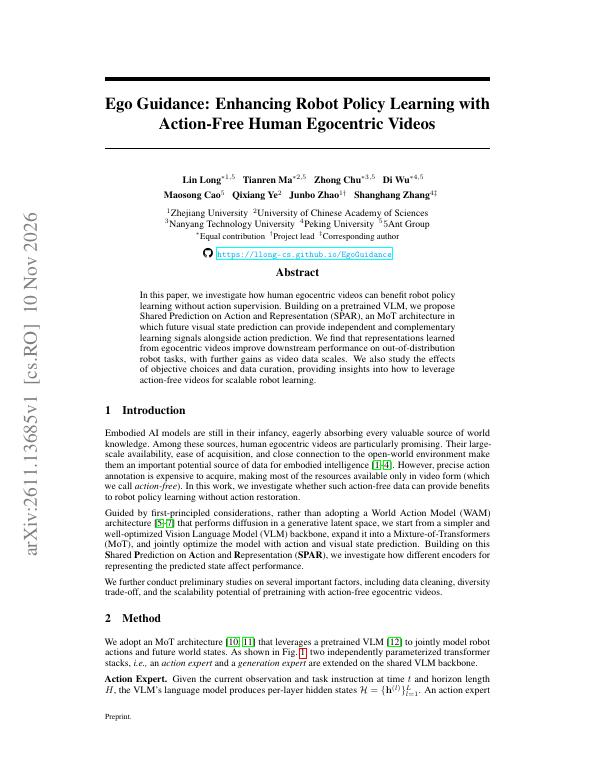 arXiv:2611.13685v1 [cs.RO] 10 Nov 2026
Ego Guidance: Enhancing Robot Policy Learning with
Action-Free Human Egocentric Videos
Lin Long*1,5 Tianren Ma*2,5 Zhong Chu*3,5 Di Wu*4,5
Maosong Cao5 Qixiang Ye2 Junbo Zhao1† Shanghang Zhang4‡
1Zhejiang University 2University of Chinese Academy of Sciences
3Nanyang Technology University 4Peking University 55Ant Group
*Equal contribution †Project lead ‡Corresponding author
https://llong-cs.github.io/EgoGuidance
Abstract
In this paper, we investigate how human egocentric videos can benefit robot policy
learning without action supervision. Building on a pretrained VLM, we propose
Shared Prediction on Action and Representation (SPAR), an MoT architecture in
which future visual state prediction can provide independent and complementary
learning signals alongside action prediction. We find that representations learned
from egocentric videos improve downstream performance on out-of-distribution
robot tasks, with further gains as video data scales. We also study the effects
of objective choices and data curation, providing insights into how to leverage
action-free videos for scalable robot learning.
1 Introduction
Embodied AI models are still in their infancy, eagerly absorbing every valuable source of world
knowledge. Among these sources, human egocentric videos are particularly promising. Their large-
scale availability, ease of acquisition, and close connection to the open-world environment make
them an important potential source of data for embodied intelligence [1-4]. However, precise action
annotation is expensive to acquire, making most of the resources available only in video form (which
we call action-free). In this work, we investigate whether such action-free data can provide benefits
to robot policy learning without action restoration.
Guided by first-principled considerations, rather than adopting a World Action Model (WAM)
architecture [5-7] that performs diffusion in a generative latent space, we start from a simpler and
well-optimized Vision Language Model (VLM) backbone, expand it into a Mixture-of-Transformers
(MoT), and jointly optimize the model with action and visual state prediction. Building on this
Shared Prediction on Action and Representation (SPAR), we investigate how different encoders for
representing the predicted state affect performance.
We further conduct preliminary studies on several important factors, including data cleaning, diversity
trade-off, and the scalability potential of pretraining with action-free egocentric videos.
2 Method
We adopt an MoT architecture [10, 11] that leverages a pretrained VLM [12] to jointly model robot
actions and future world states. As shown in Fig. 1, two independently parameterized transformer
stacks, i.e., an action expert and a generation expert are extended on the shared VLM backbone.
Action Expert. Given the current observation and task instruction at time t and horizon length
H, the VLM's language model produces per-layer hidden states H = {h(l)}Ll=1. An action expert
Preprint.